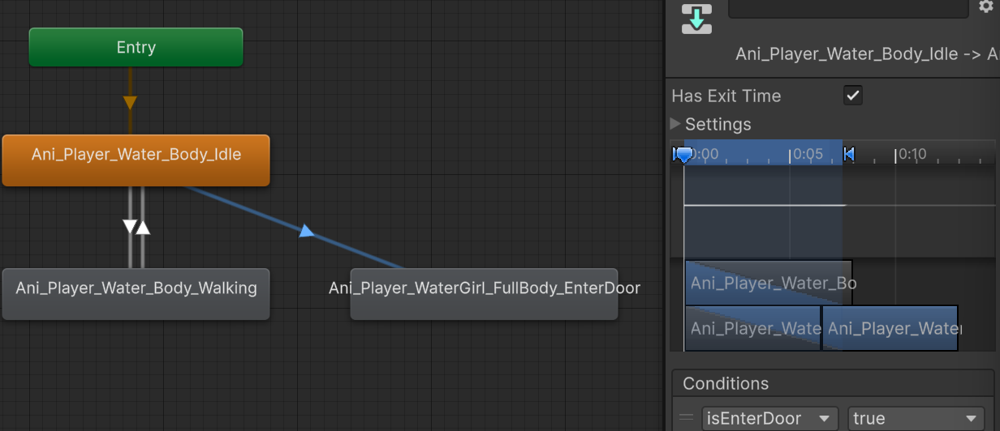 Entry
Ani_Player_Water_Body_Idle
Ani_Player_Water_Body_Walking
Ani_Player_WaterGirl_FullBody_EnterDoor
Ani_Player_Water_Body_Idle -> A
Has Exit Time
Settings
0:00 0:05 0:10
Ani_Player_Water_Bo
Ani_Player_Wate Ani_Player_Water
Conditions
isEnterDoor true